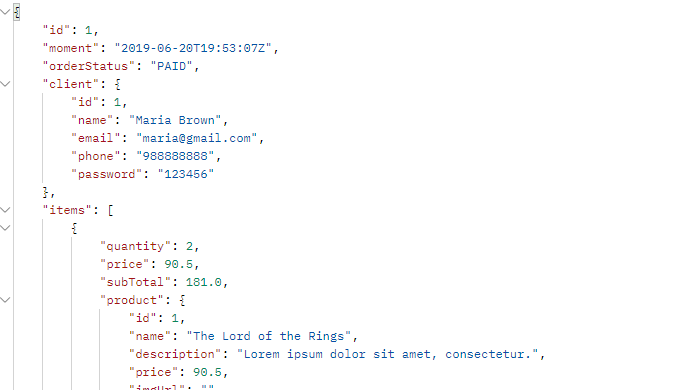 {
"id": 1,
"moment": "2019-06-20T19:53:07Z",
"orderStatus": "PAID",
"client": {
"id": 1,
"name": "Maria Brown",
"email": "maria@gmail.com",
"phone": "988888888",
"password": "123456"
},
"items": [
{
"quantity": 2,
"price": 90.5,
"subTotal": 181.0,
"product": {
"id": 1,
"name": "The Lord of the Rings",
"description": "Lorem ipsum dolor sit amet, consectetur.",
"price": 90.5,
"imgUrl": ""